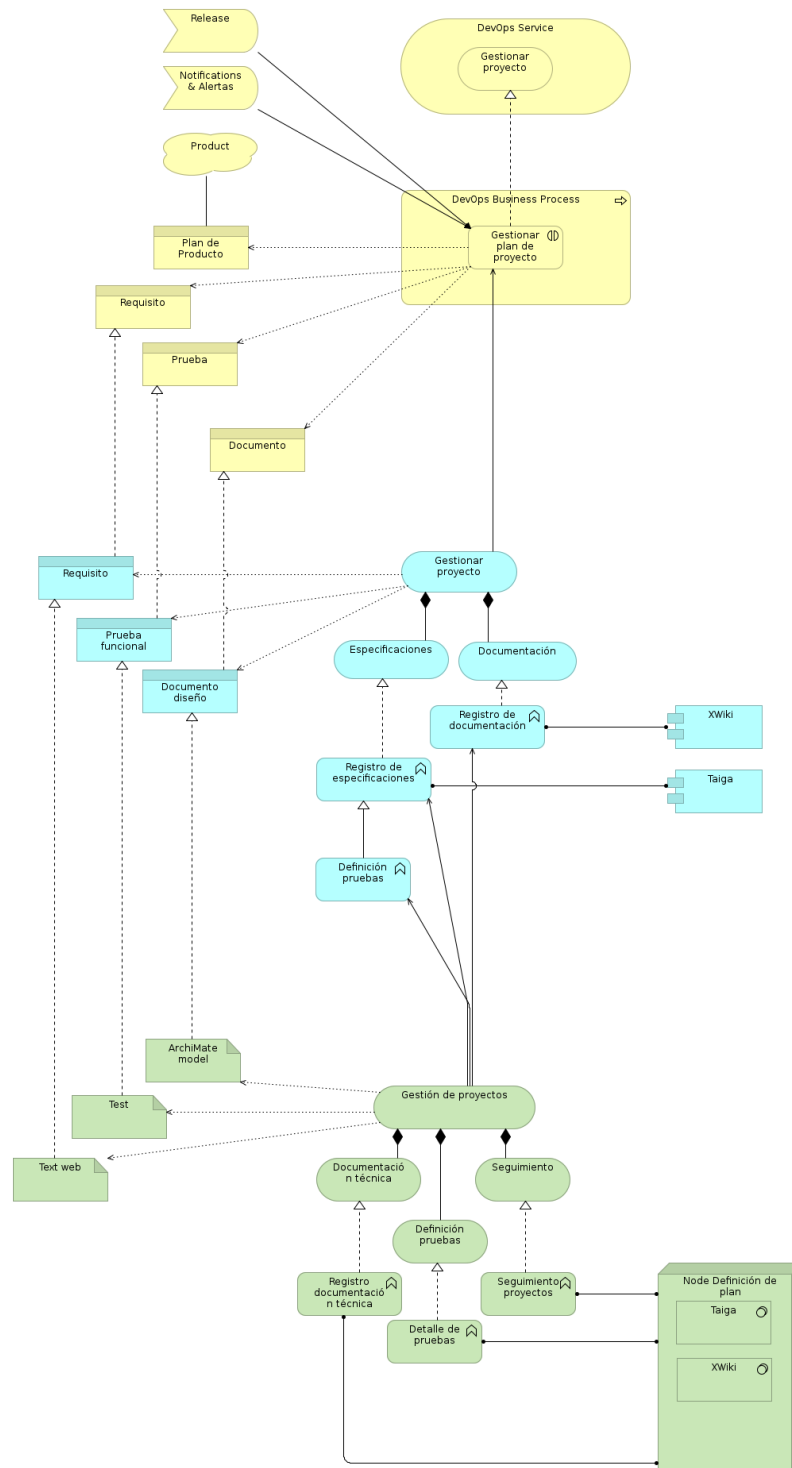 Release
DevOps Service
Gestionar
proyecto
Notifications
& Alertas
Product
DevOps Business Process
Plan de
Producto
Gestionar
plan de
proyecto
Requisito
Prueba
Documento
Gestionar
proyecto
Requisito
Prueba
funcional
Especificaciones
Documentación
Documento
diseño
Registro de
documentación
XWiki
Registro de
especificaciones
Taiga
Definición
pruebas
ArchiMate
model
Gestión de proyectos
Test
Text web
Documentació
n técnica
Seguimiento
Definición
pruebas
Registro
documentació
n técnica
Seguimiento
proyectos
Node Definición de
plan
Taiga
Detalle de
pruebas
XWiki